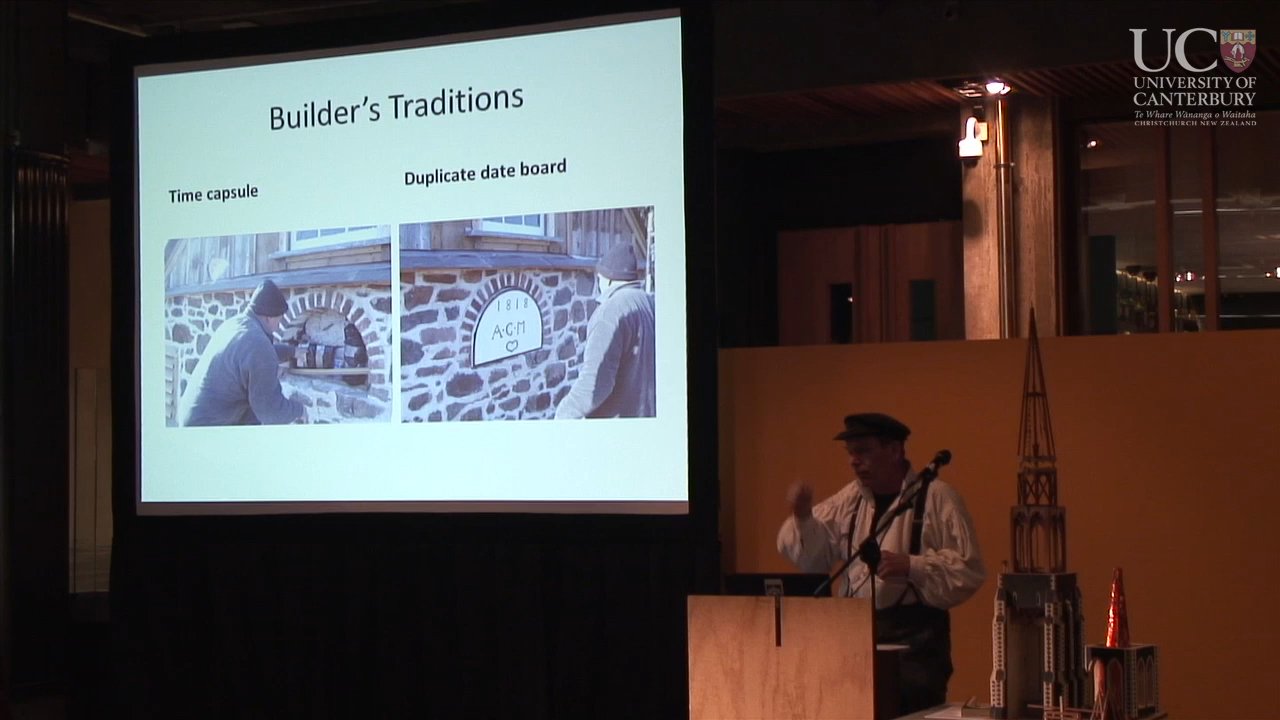 Builder's Traditions
Time capsule
Duplicate date board
1818
A·G·M
UC
UNIVERSITY OF
CANTERBURY
Te Whare Wānanga o Waitaha
CHRISTCHURCH NEW ZEALAND